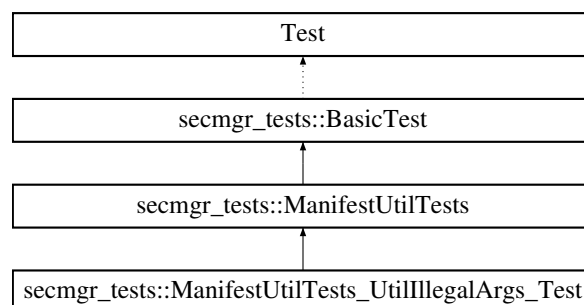 Test
secmgr_tests::BasicTest
secmgr_tests::ManifestUtilTests
secmgr_tests::ManifestUtilTests_UtilIllegalArgs_Test